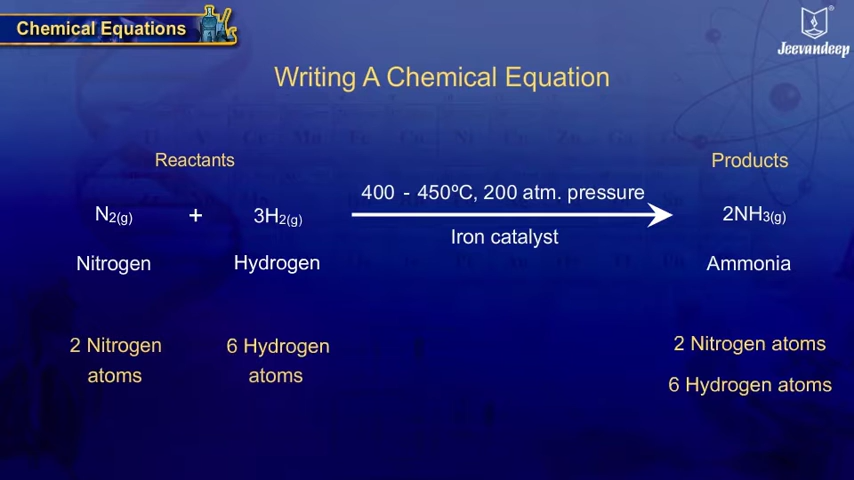 Chemical Equations
Jeevandeep
Writing A Chemical Equation
Reactants
Products
400 - 450ºC, 200 atm. pressure
N2(g) + 3H2(g) 2NH3(g)
Iron catalyst
Nitrogen Hydrogen Ammonia
2 Nitrogen atoms
6 Hydrogen atoms
2 Nitrogen atoms
6 Hydrogen atoms